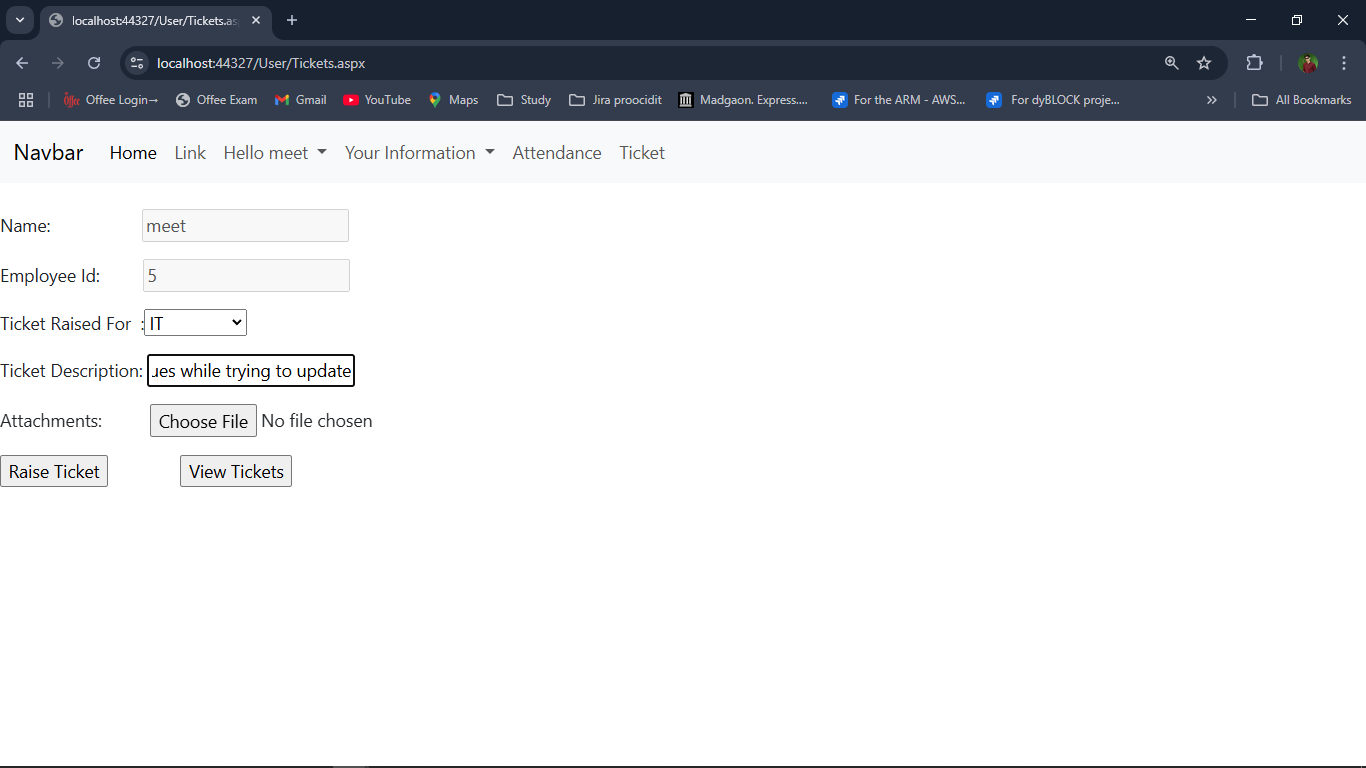 localhost:44327/User/Tickets.as
localhost:44327/User/Tickets.aspx
Offee Login→ Offee Exam Gmail YouTube Maps Study Jira proocidit Madgaon. Express.... For the ARM - AWS... For dyBLOCK proje... » All Bookmarks
Navbar Home Link Hello meet Your Information Attendance Ticket
Name: meet
Employee Id: 5
Ticket Raised For : IT
Ticket Description: while trying to update
Attachments: Choose File No file chosen
Raise Ticket View Tickets